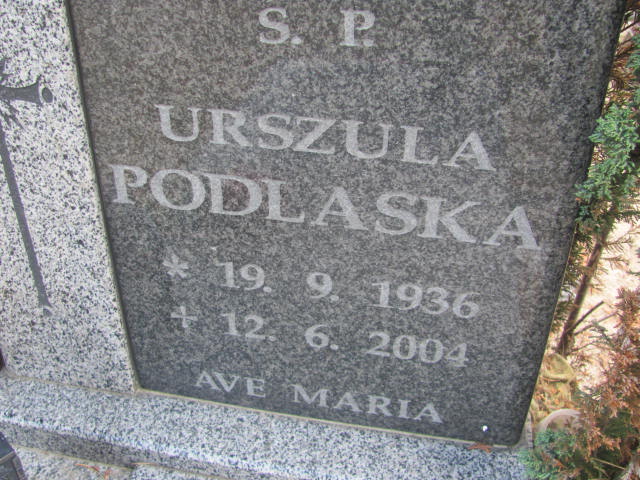 S. P.
URSZULA
PODLASKA
* 19. 9. 1936
+ 12. 6. 2004
AVE MARIA